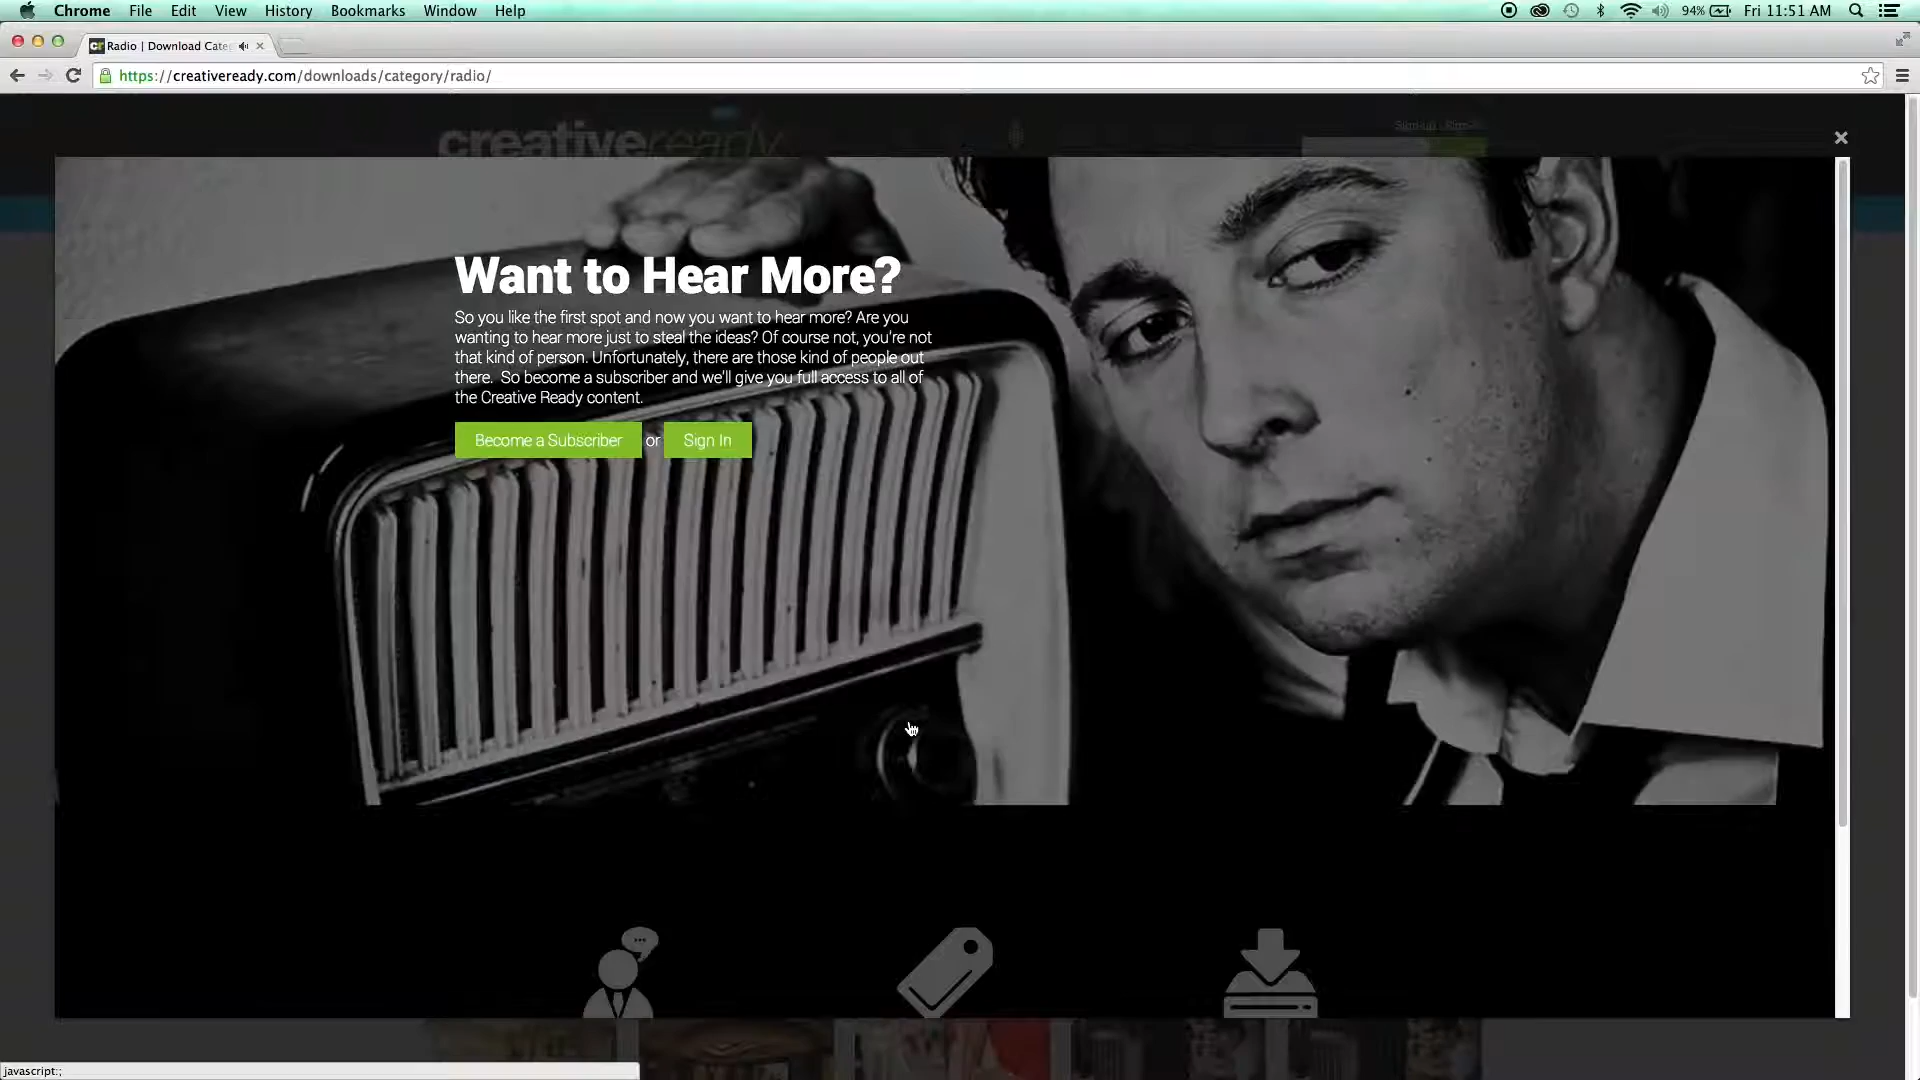 Chrome File Edit View History Bookmarks Window Help 94% Fri 11:51 AM
Radio | Download Cate
https://creativeready.com/downloads/category/radio/
creativeready
Want to Hear More?
So you like the first spot and now you want to hear more? Are you
wanting to hear more just to steal the ideas? Of course not, you're not
that kind of person. Unfortunately, there are those kind of people out
there. So become a subscriber and we'll give you full access to all of
the Creative Ready content.
Become a Subscriber or Sign In
javascript:;